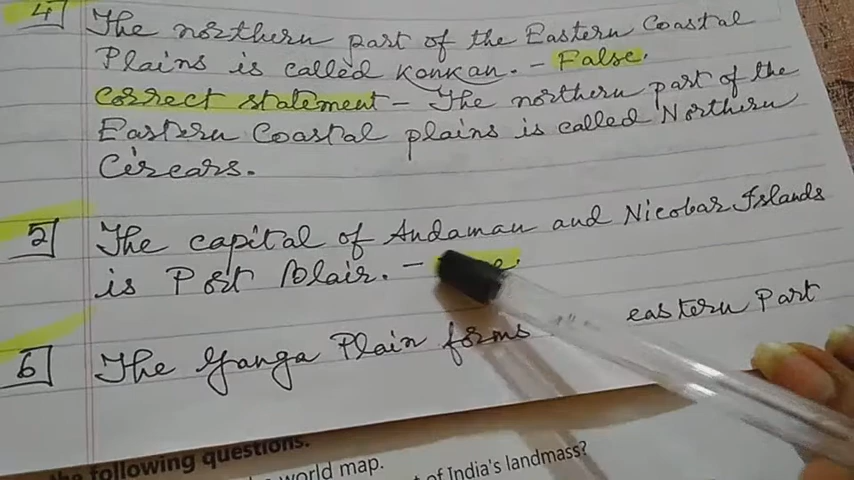 4] The northern part of the Eastern Coastal
Plains is called Konkan. - False.
Correct statement - The northern part of the
Eastern Coastal plains is called Northern
Circars.
5] The capital of Andaman and Nicobar Islands
is Port Blair. -
6] The Ganga Plain forms eastern Part
the following questions.
world map.
t of India's landmass?